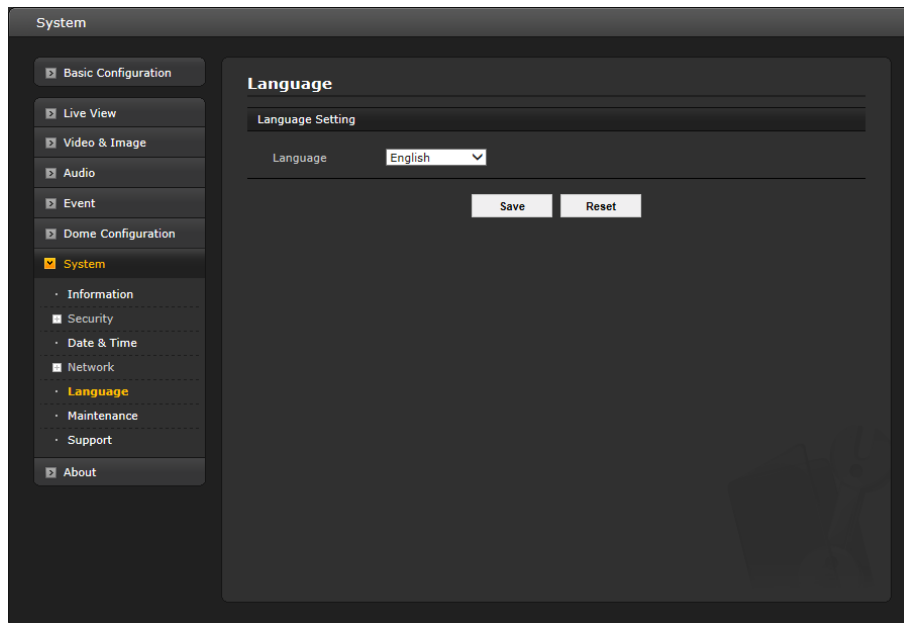 System
Basic Configuration
Live View
Video & Image
Audio
Event
Dome Configuration
System
· Information
Security
· Date & Time
Network
· Language
· Maintenance
· Support
About
Language
Language Setting
Language English
Save Reset